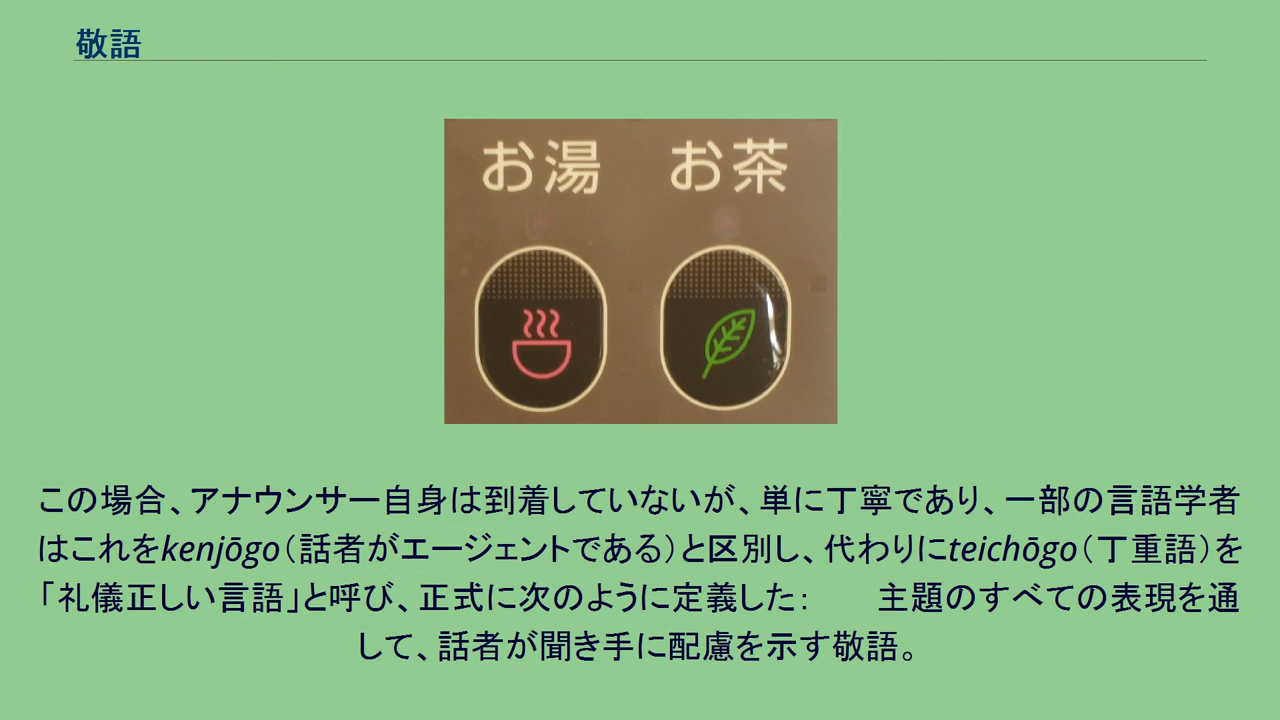 敬語
お湯 お茶
この場合、アナウンサー自身は到着していないが、単に丁寧であり、一部の言語学者
はこれをkenjōgo（話者がエージェントである）と区別し、代わりにteichōgo（丁重語）を
「礼儀正しい言語」と呼び、正式に次のように定義した：　　主題のすべての表現を通
して、話者が聞き手に配慮を示す敬語。